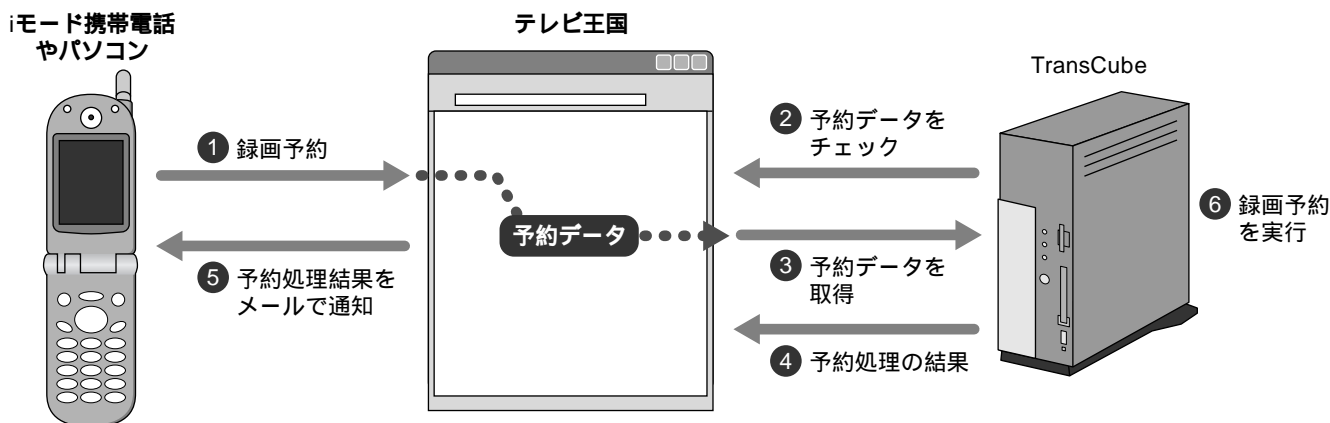 iモード携帯電話
やパソコン
テレビ王国
TransCube
1 録画予約
2 予約データを
チェック
予約データ
3 予約データを
取得
4 予約処理の結果
5 予約処理結果を
メールで通知
6 録画予約
を実行